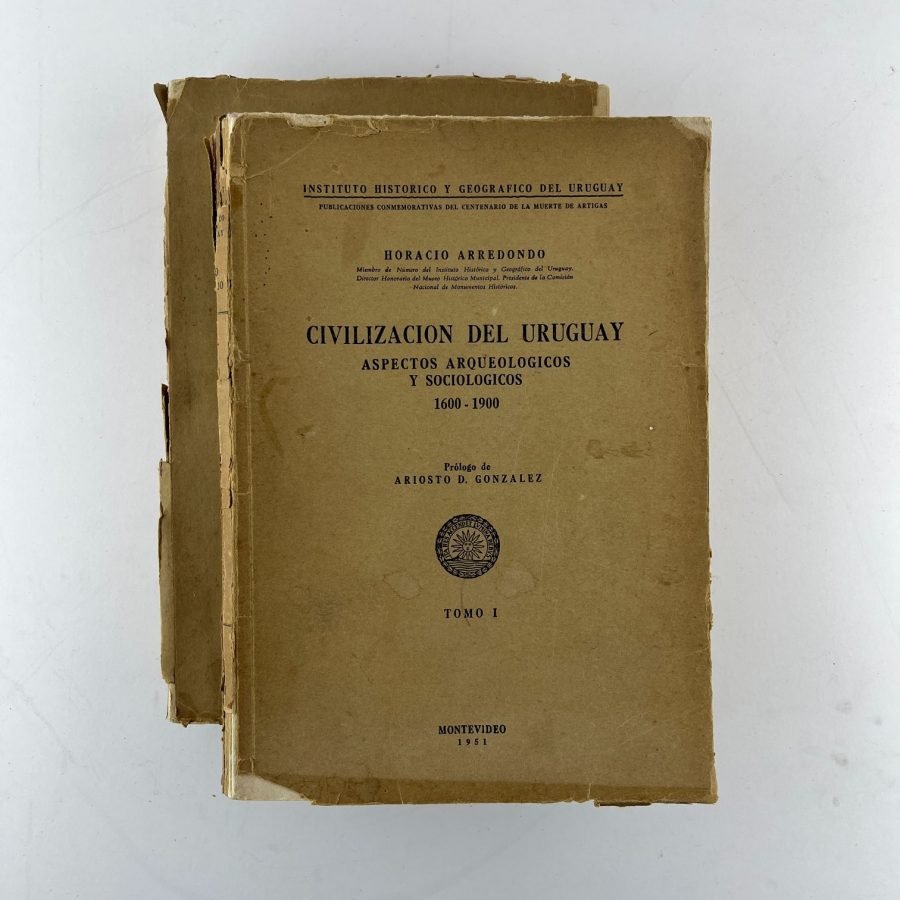 INSTITUTO HISTORICO Y GEOGRAFICO DEL URUGUAY
PUBLICACIONES CONMEMORATIVAS DEL CENTENARIO DE LA MUERTE DE ARTIGAS
HORACIO ARREDONDO
Miembro de Número del Instituto Histórico y Geográfico del Uruguay.
Director Honorario del Museo Histórico Municipal. Presidente de la Comisión
Nacional de Monumentos Históricos.
CIVILIZACION DEL URUGUAY
ASPECTOS ARQUEOLOGICOS
Y SOCIOLOGICOS
1600 - 1900
Prólogo de
ARIOSTO D. GONZALEZ
TOMO I
MONTEVIDEO
1951